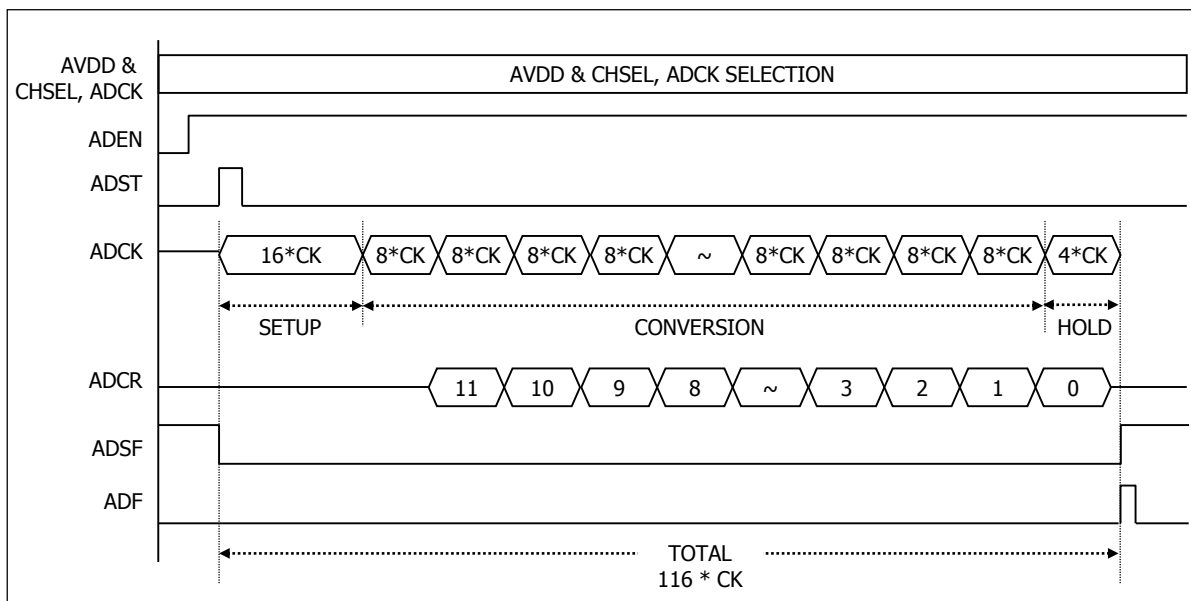 AVDD &
CHSEL, ADCK
AVDD & CHSEL, ADCK SELECTION
ADEN
ADST
ADCK
16*CK 8*CK 8*CK 8*CK 8*CK ~ 8*CK 8*CK 8*CK 8*CK 4*CK
SETUP CONVERSION HOLD
ADCR
11 10 9 8 ~ 3 2 1 0
ADSF
ADF
TOTAL
116 * CK